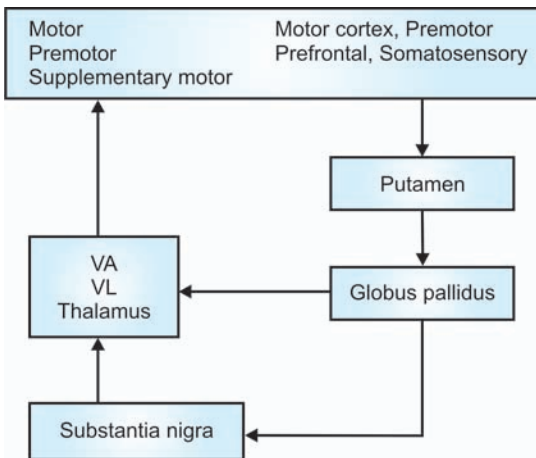 Motor
Premotor
Supplementary motor
Motor cortex, Premotor
Prefrontal, Somatosensory
Putamen
VA
VL
Thalamus
Globus pallidus
Substantia nigra